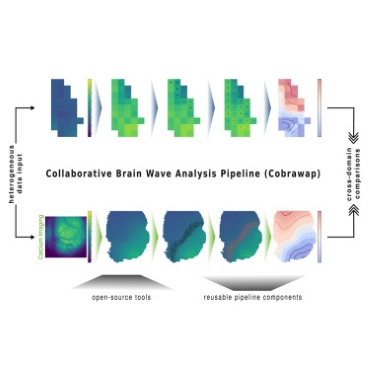 Collaborative Brain Wave Analysis Pipeline (Cobrawap)
heterogeneous
data input
cross-domain
comparisons
Calcium Imaging
open-source tools
reusable pipeline components